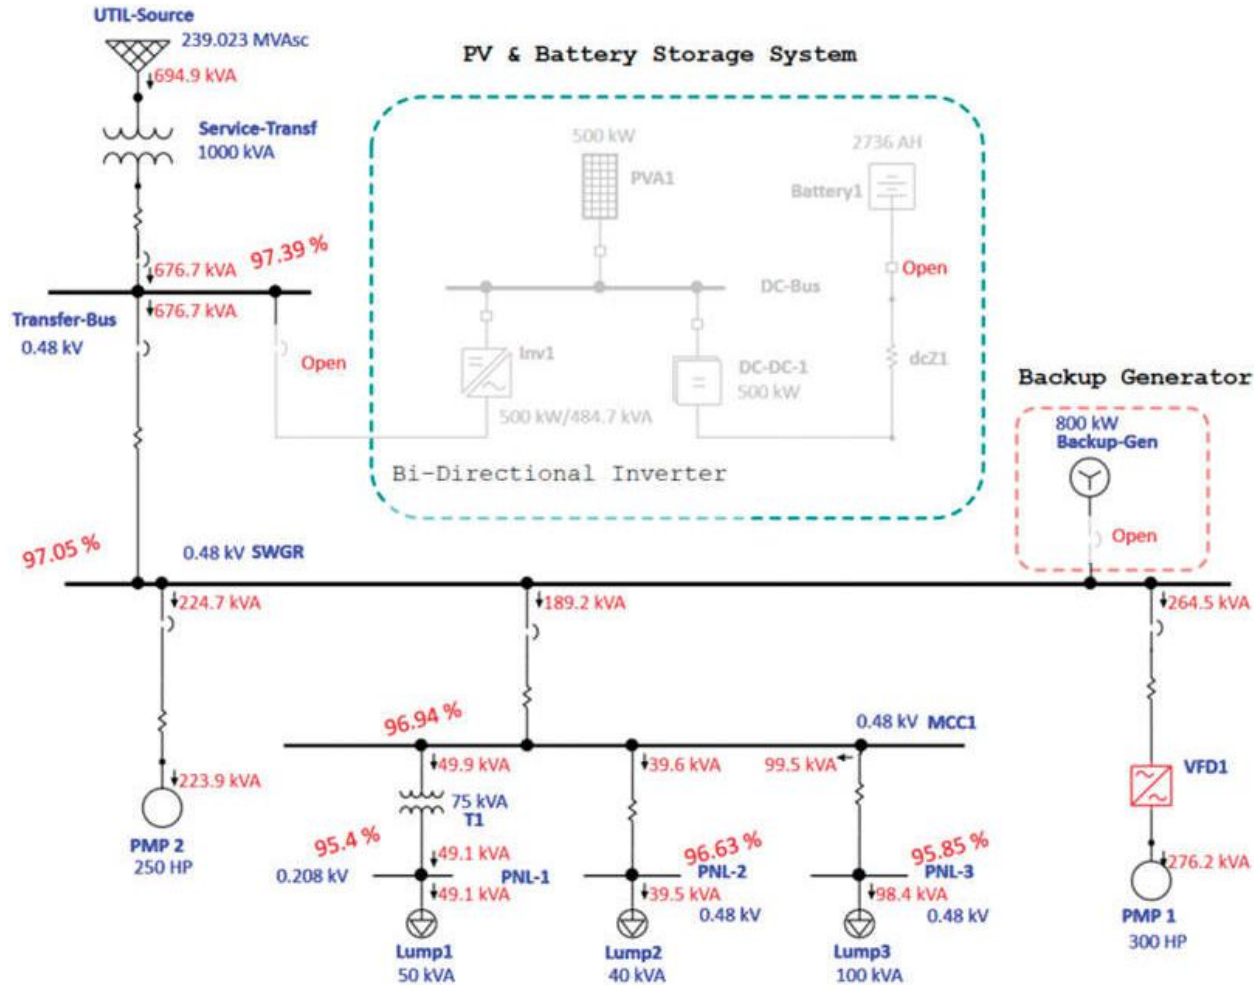 UTIL-Source
239.023 MVAsc
694.9 kVA
Service-Transf
1000 kVA
676.7 kVA
97.39 %
676.7 kVA
Transfer-Bus
0.48 kV
Open
PV & Battery Storage System
500 kW
PVA1
2736 AH
Battery1
Open
DC-Bus
Inv1
500 kW/484.7 kVA
DC-DC-1
500 kW
dcZ1
Bi-Directional Inverter
Backup Generator
800 kW
Backup-Gen
Open
97.05 %
0.48 kV SWGR
224.7 kVA
189.2 kVA
264.5 kVA
223.9 kVA
PMP 2
250 HP
96.94 %
0.48 kV MCC1
49.9 kVA
39.6 kVA
99.5 kVA
75 kVA
T1
95.4 %
49.1 kVA
0.208 kV
PNL-1
49.1 kVA
Lump1
50 kVA
96.63 %
PNL-2
39.5 kVA
0.48 kV
Lump2
40 kVA
95.85 %
PNL-3
98.4 kVA
0.48 kV
Lump3
100 kVA
VFD1
276.2 kVA
PMP 1
300 HP